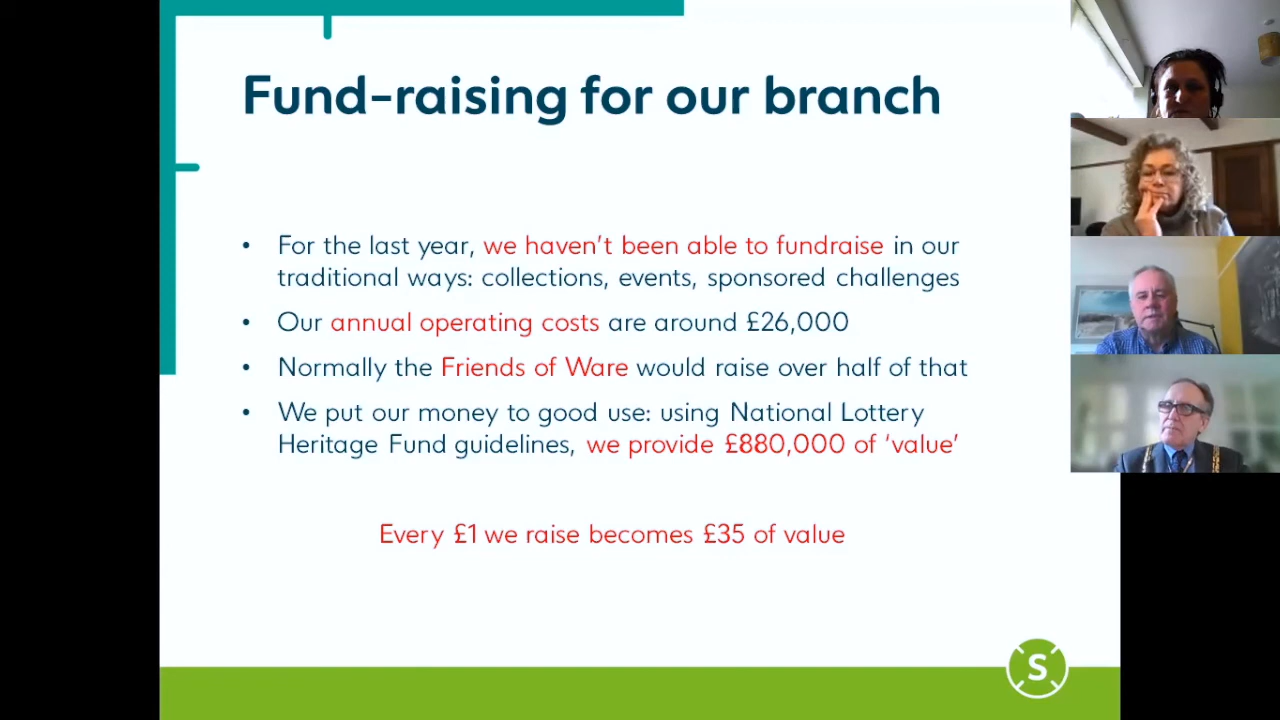 Fund-raising for our branch
• For the last year, we haven't been able to fundraise in our
traditional ways: collections, events, sponsored challenges
• Our annual operating costs are around £26,000
• Normally the Friends of Ware would raise over half of that
• We put our money to good use: using National Lottery
Heritage Fund guidelines, we provide £880,000 of ‘value’
Every £1 we raise becomes £35 of value
S